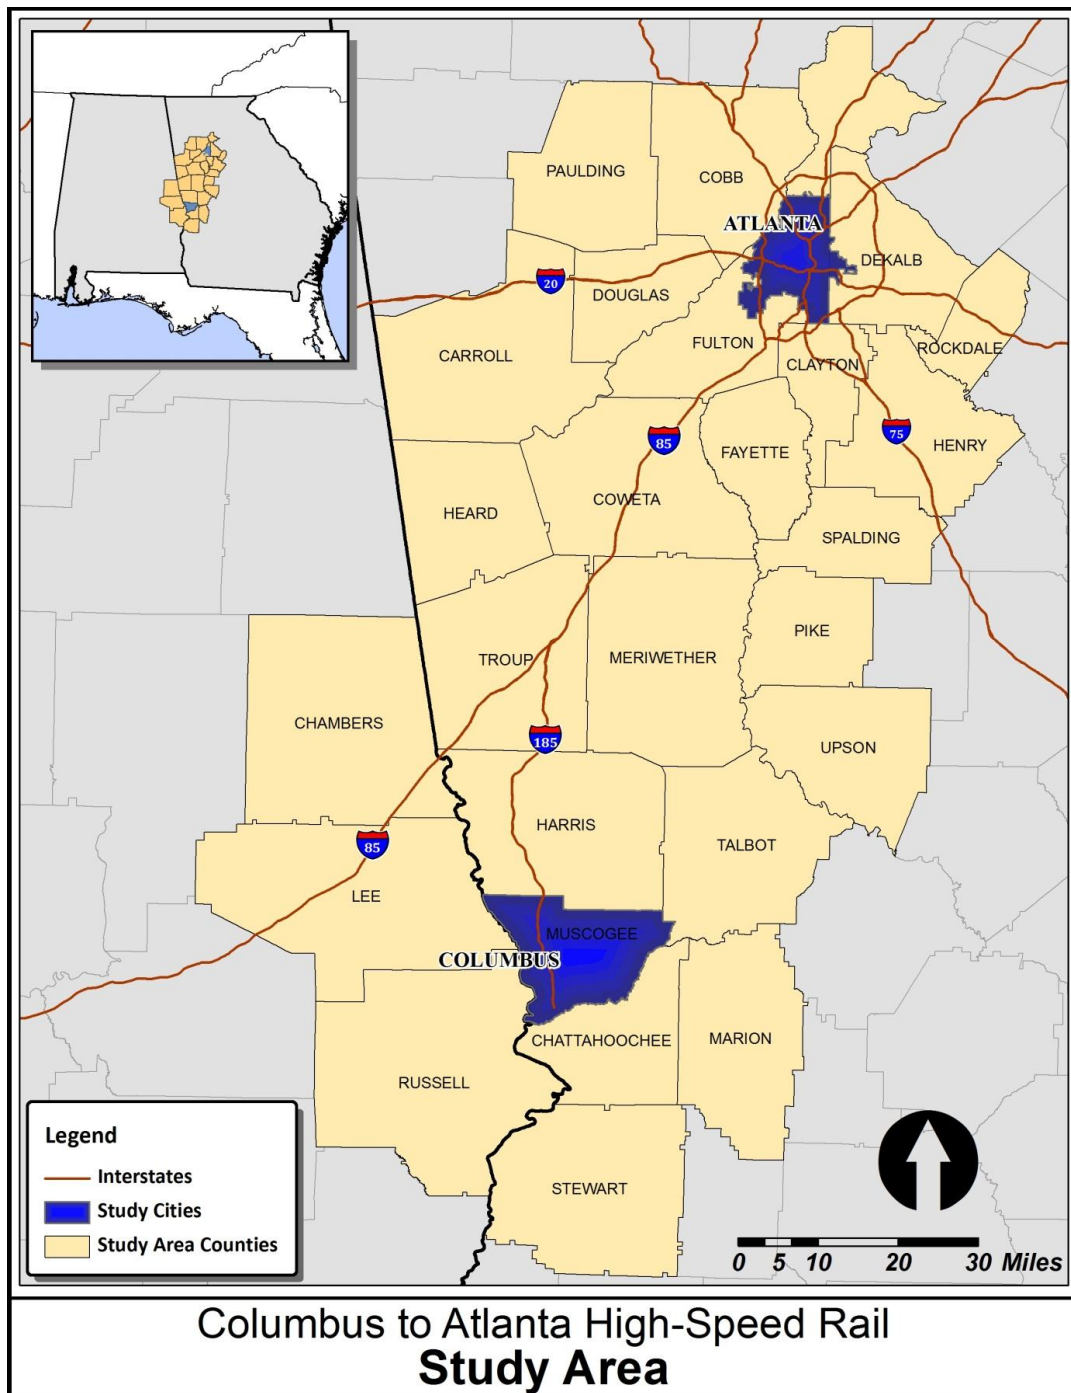 PAULDING
COBB
ATLANTA
DEKALB
20
DOUGLAS
FULTON
CARROLL
CLAYTON
ROCKDALE
85
75
FAYETTE
HENRY
COWETA
HEARD
SPALDING
PIKE
TROUP
MERIWETHER
CHAMBERS
185
UPSON
HARRIS
85
TALBOT
LEE
MUSCOGEE
COLUMBUS
CHATTAHOOCHEE
MARION
RUSSELL
STEWART
Legend
Interstates
Study Cities
Study Area Counties
0 5 10 20 30 Miles
Columbus to Atlanta High-Speed Rail
Study Area